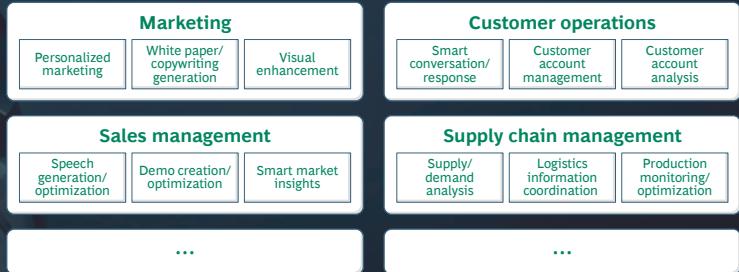 Marketing
Personalized
marketing
White paper/
copywriting
generation
Visual
enhancement
Customer operations
Smart
conversation/
response
Customer
account
management
Customer
account
analysis
Sales management
Speech
generation/
optimization
Demo creation/
optimization
Smart market
insights
Supply chain management
Supply/
demand
analysis
Logistics
information
coordination
Production
monitoring/
optimization
...
...